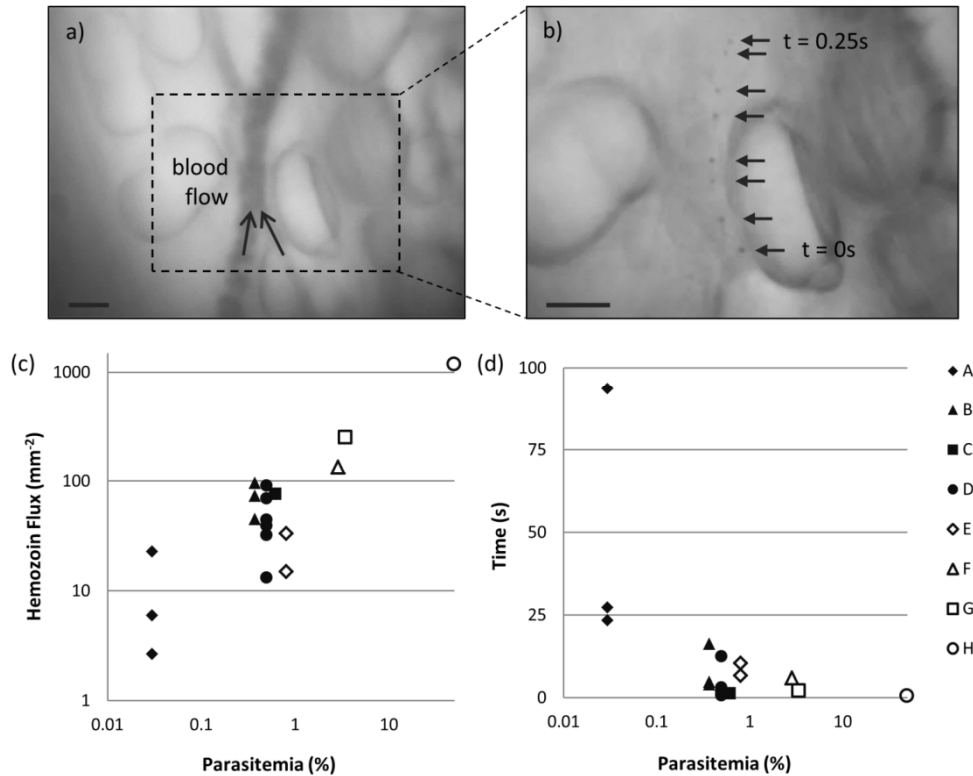 a)
blood
flow
b)
t = 0.25s
t = 0s
(c)
Hemozoin Flux (mm-2)
1000
100
10
1
0.01 0.1 1 10
Parasitemia (%)
(d)
Time (s)
100
75
50
25
0
0.01 0.1 1 10
Parasitemia (%)
A
B
C
D
E
F
G
H